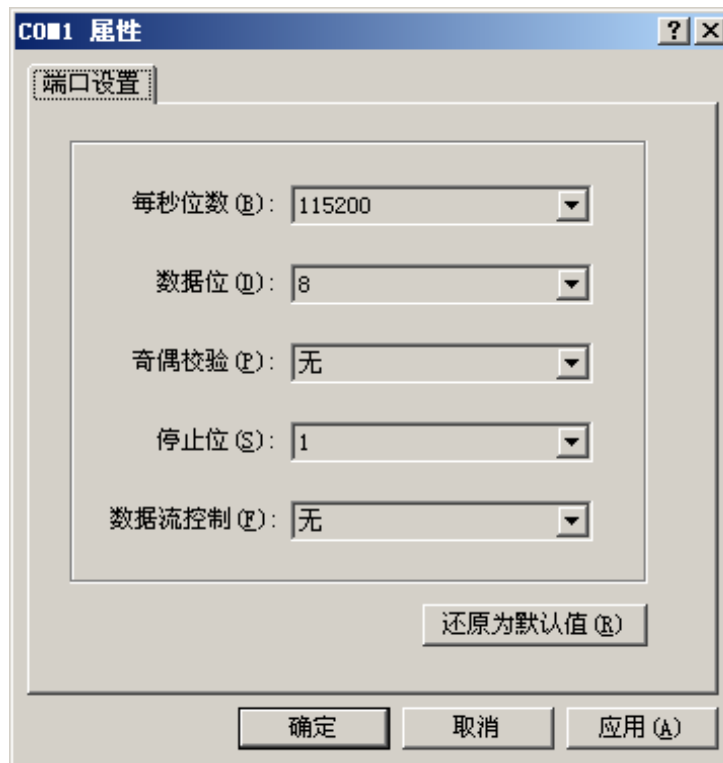 COM1 属性
端口设置
每秒位数(B): 115200
数据位(D): 8
奇偶校验(P): 无
停止位(S): 1
数据流控制(F): 无
还原为默认值(R)
确定 取消 应用(A)